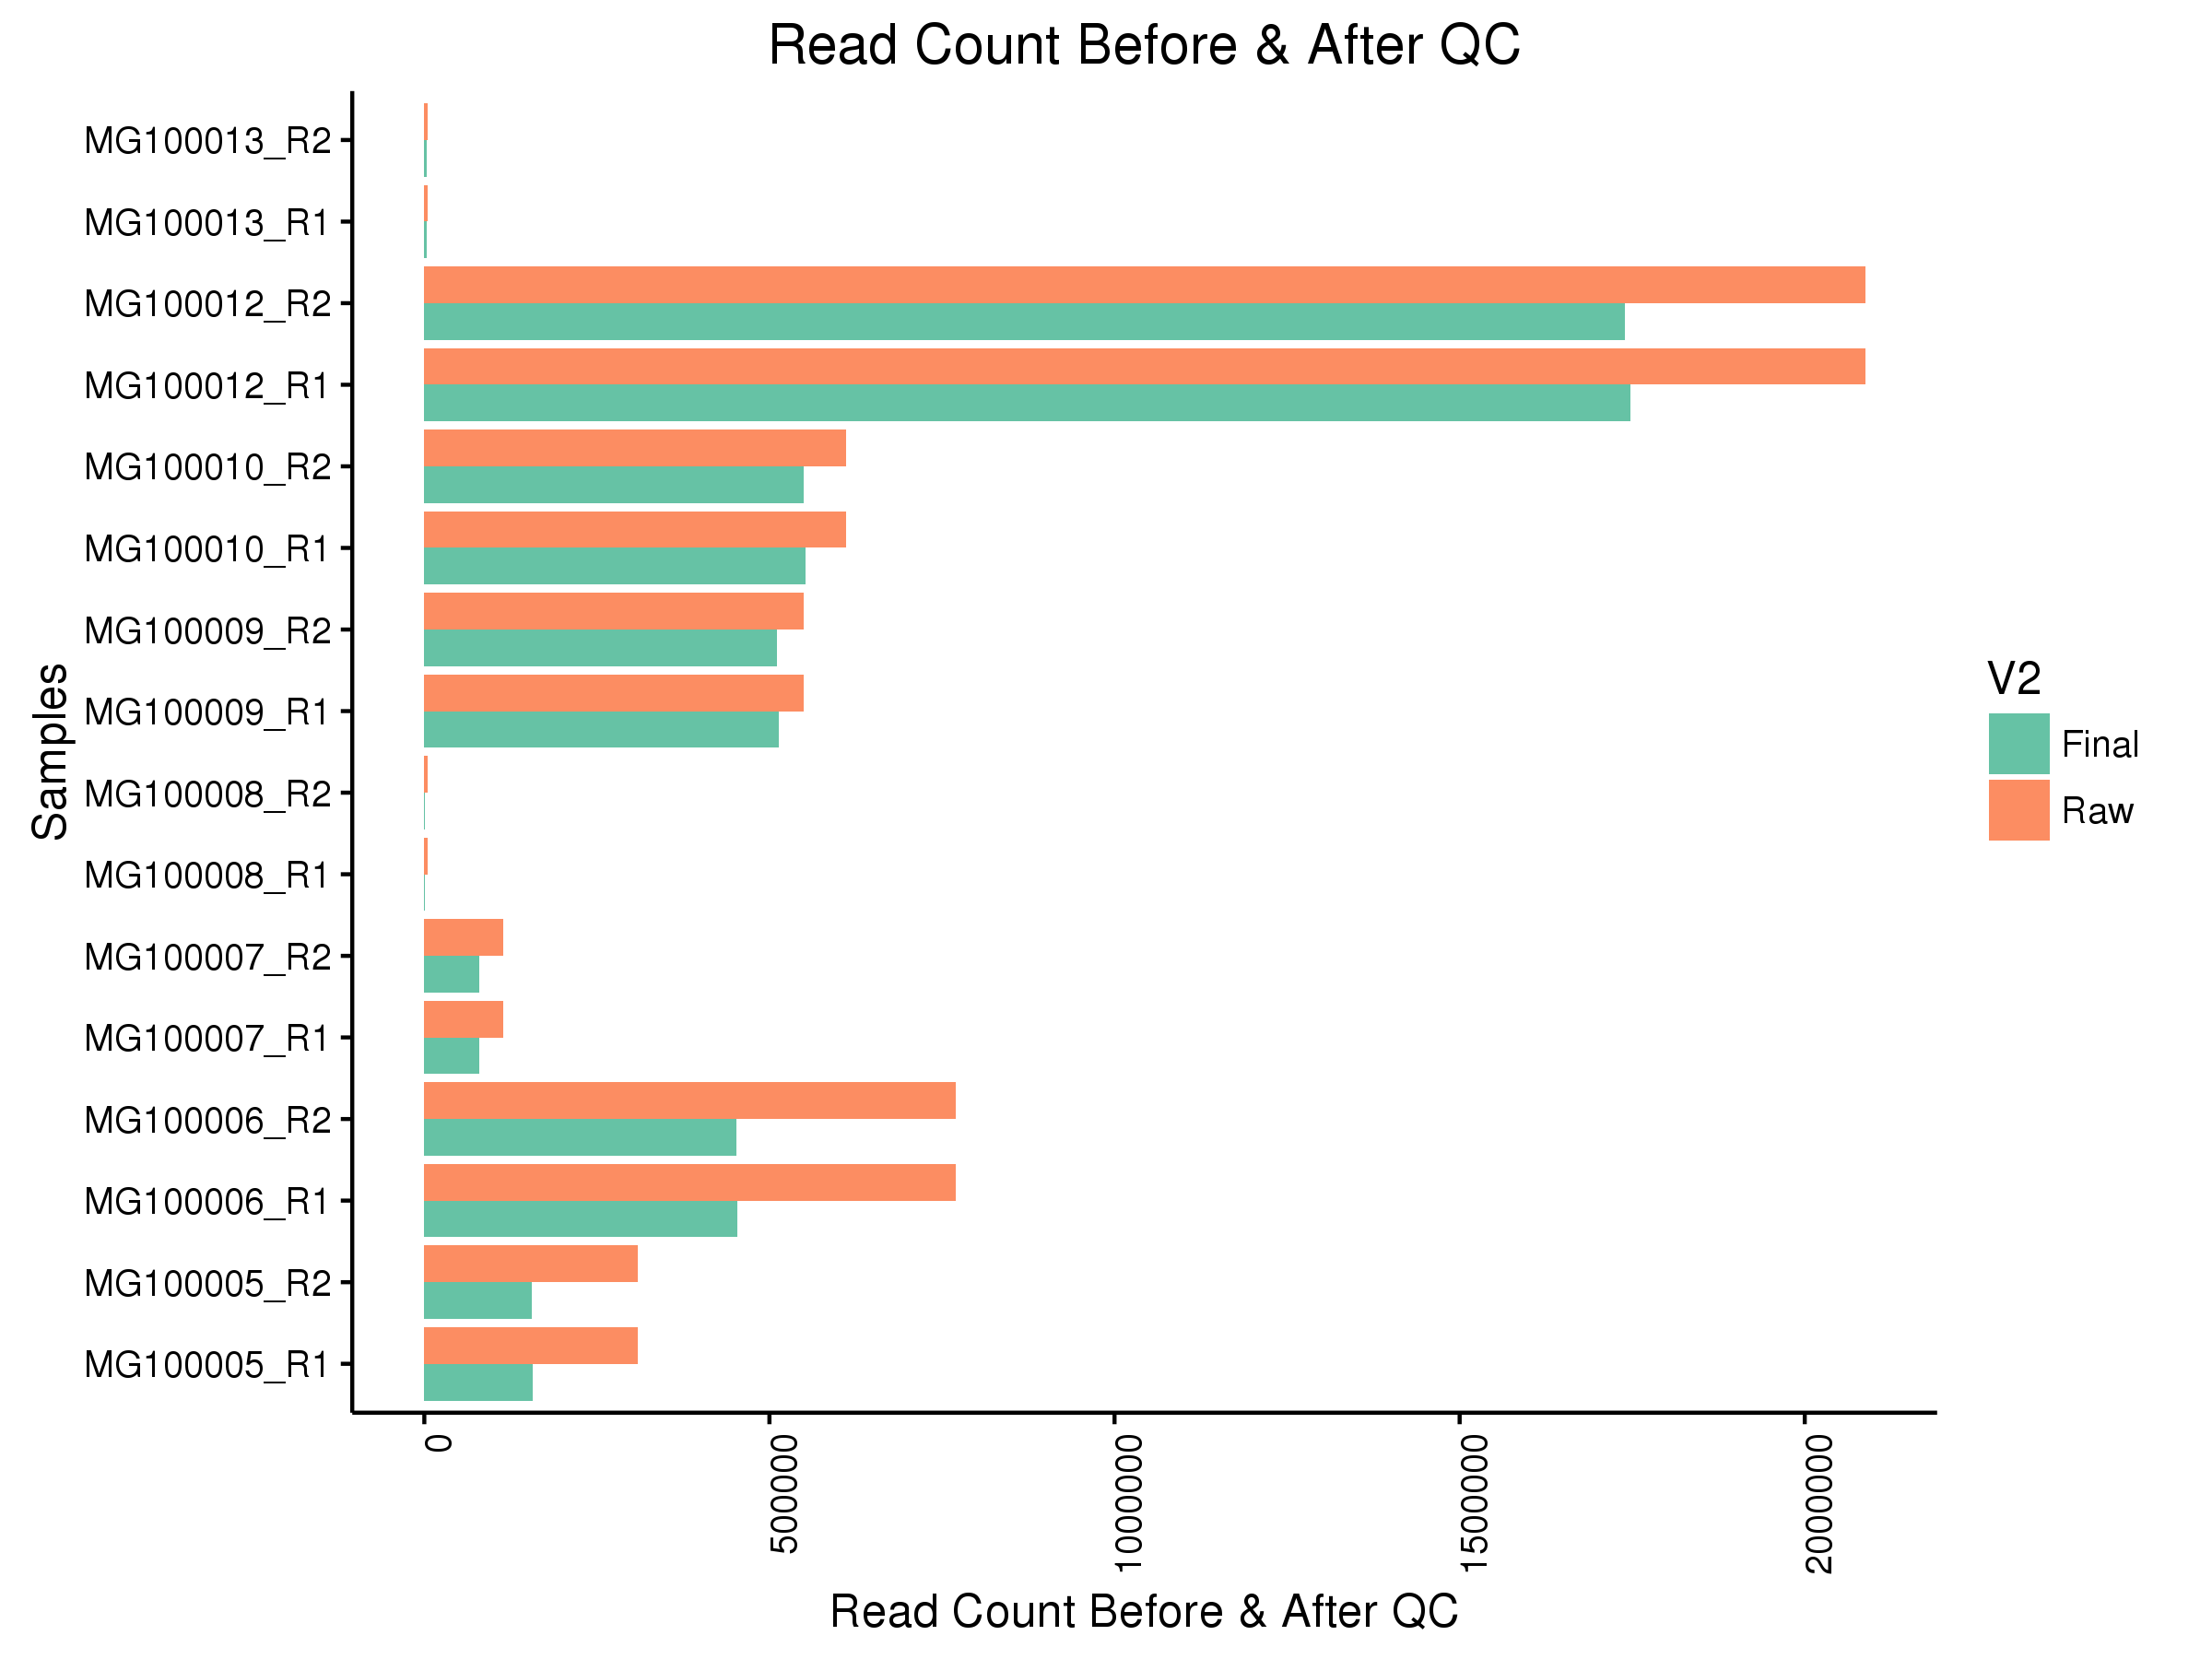 Read Count Before & After QC
MG100013_R2
MG100013_R1
MG100012_R2
MG100012_R1
MG100010_R2
MG100010_R1
MG100009_R2
MG100009_R1
MG100008_R2
MG100008_R1
MG100007_R2
MG100007_R1
MG100006_R2
MG100006_R1
MG100005_R2
MG100005_R1
Samples
0
500000
1000000
1500000
2000000
Read Count Before & After QC
V2
Final
Raw